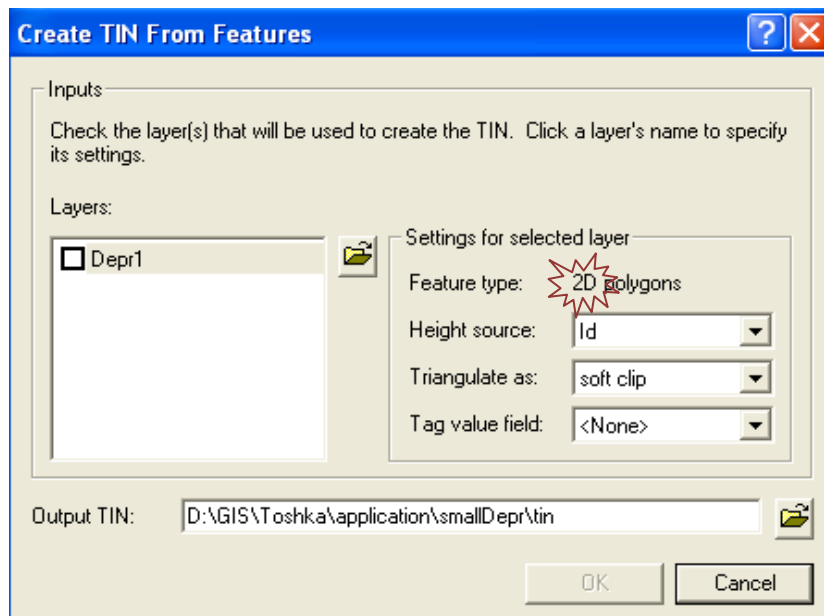 Create TIN From Features
Inputs
Check the layer(s) that will be used to create the TIN. Click a layer's name to specify
its settings.
Layers:
Depr1
Settings for selected layer
Feature type: 2D polygons
Height source: Id
Triangulate as: soft clip
Tag value field: <None>
Output TIN: D:\GIS\Toshka\application\smallDepr\tin
OK Cancel